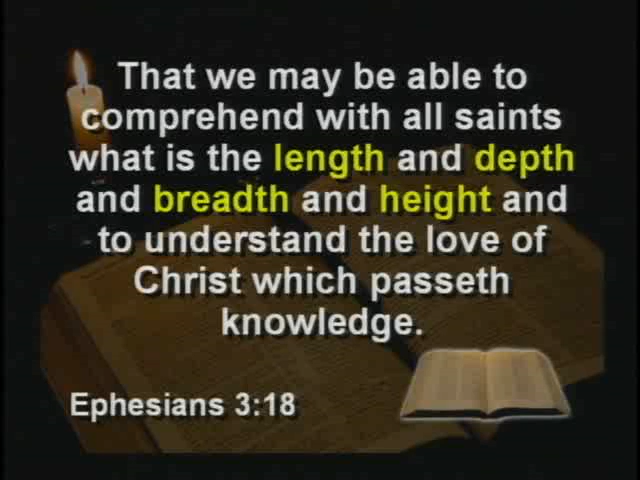 That we may be able to
comprehend with all saints
what is the length and depth
and breadth and height and
to understand the love of
Christ which passeth
knowledge.
Ephesians 3:18